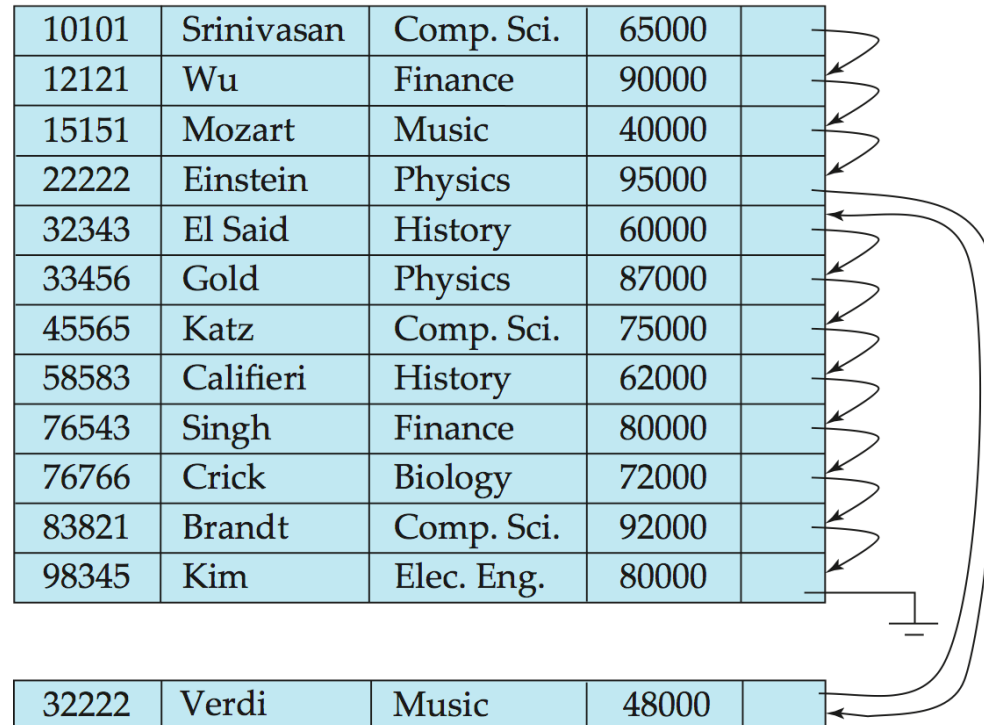 10101 Srinivasan Comp. Sci. 65000
12121 Wu Finance 90000
15151 Mozart Music 40000
22222 Einstein Physics 95000
32343 El Said History 60000
33456 Gold Physics 87000
45565 Katz Comp. Sci. 75000
58583 Califieri History 62000
76543 Singh Finance 80000
76766 Crick Biology 72000
83821 Brandt Comp. Sci. 92000
98345 Kim Elec. Eng. 80000
32222 Verdi Music 48000